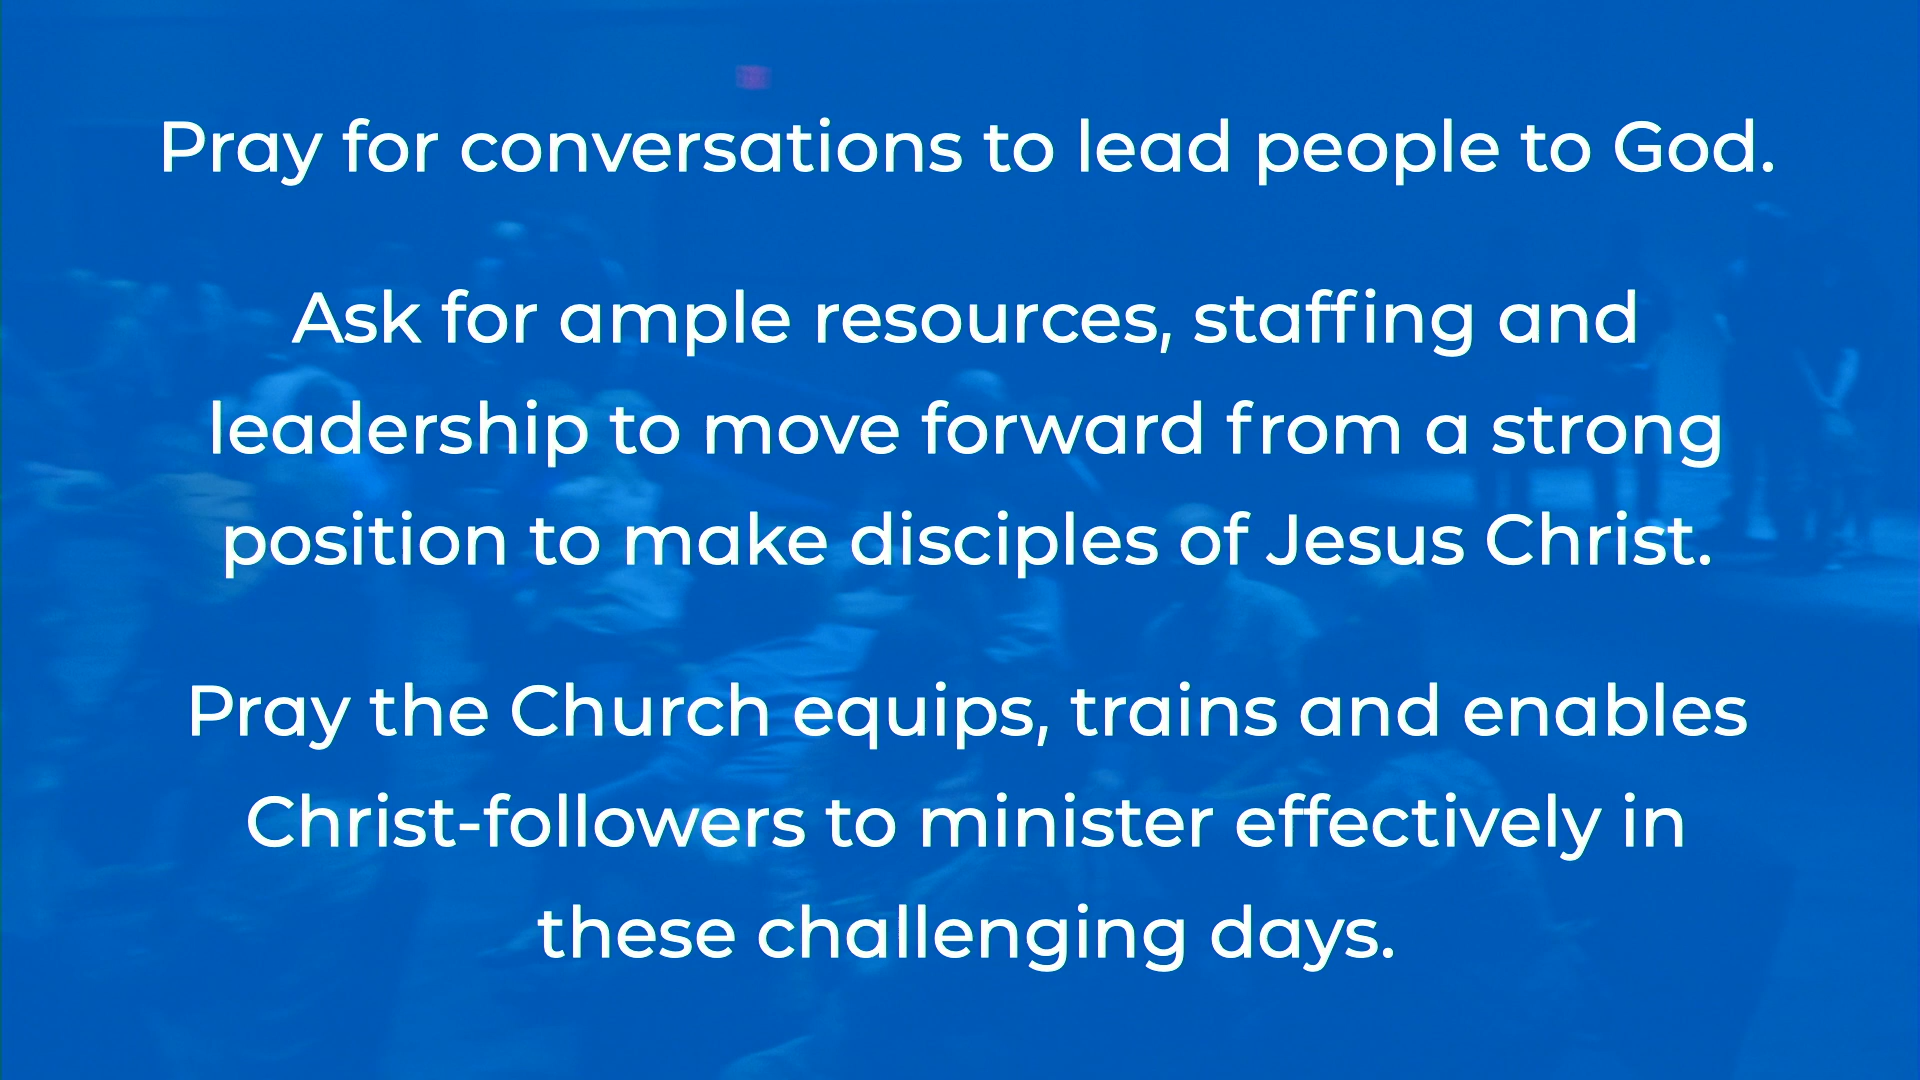 Pray for conversations to lead people to God.
Ask for ample resources, staffing and
leadership to move forward from a strong
position to make disciples of Jesus Christ.
Pray the Church equips, trains and enables
Christ-followers to minister effectively in
these challenging days.